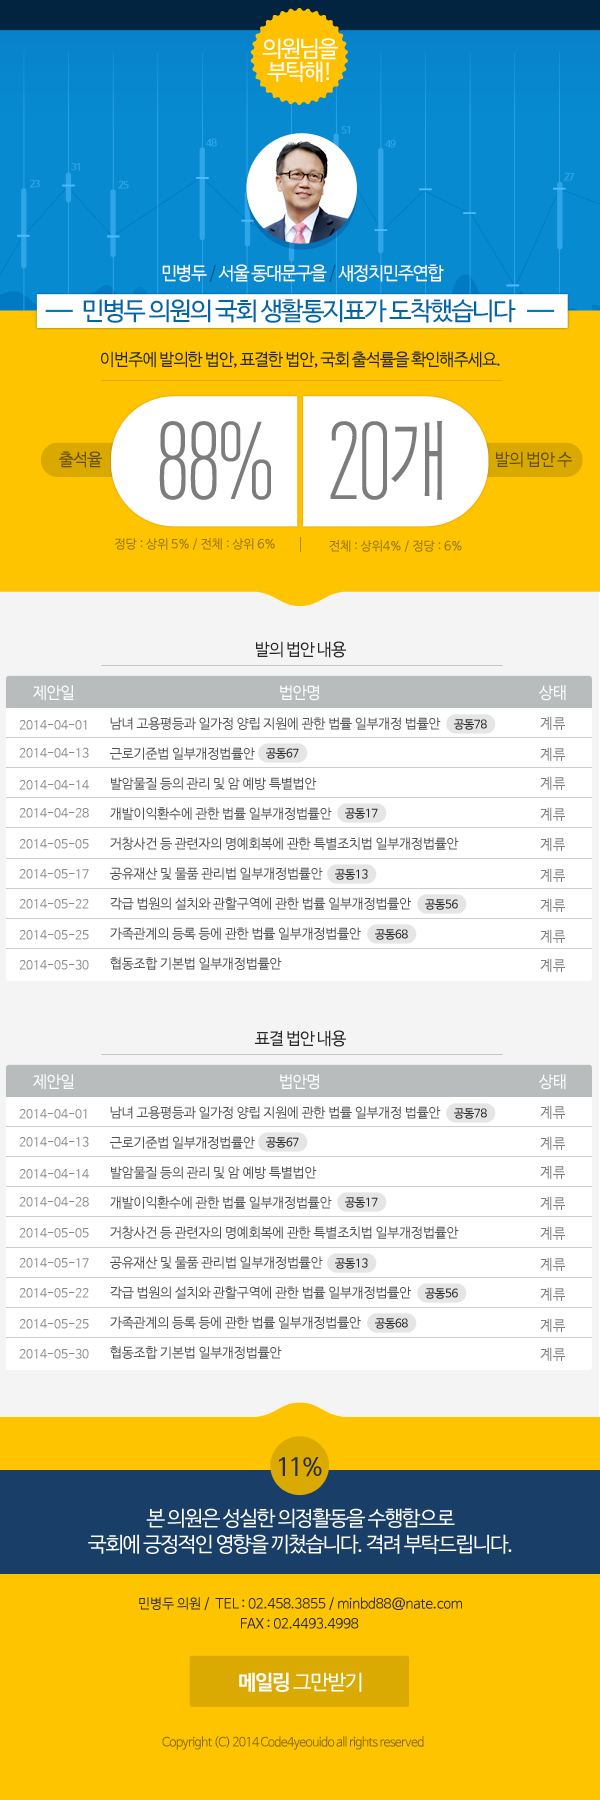 의원님을
부탁해!
23
31
25
48
51
49
27
민병두 / 서울 동대문구을 / 새정치민주연합
민병두 의원의 국회 생활통지표가 도착했습니다
이번주에 발의한 법안, 표결한 법안, 국회 출석률을 확인해주세요.
출석율 88% 20개 발의 법안 수
정당 : 상위 5% / 전체 : 상위 6% | 전체 : 상위4% / 정당 : 6%
발의 법안 내용
제안일 법안명 상태
2014-04-01 남녀 고용평등과 일가정 양립 지원에 관한 법률 일부개정 법률안 공동78 계류
2014-04-13 근로기준법 일부개정법률안 공동67 계류
2014-04-14 발암물질 등의 관리 및 암 예방 특별법안 계류
2014-04-28 개발이익환수에 관한 법률 일부개정법률안 공동17 계류
2014-05-05 거창사건 등 관련자의 명예회복에 관한 특별조치법 일부개정법률안 계류
2014-05-17 공유재산 및 물품 관리법 일부개정법률안 공동13 계류
2014-05-22 각급 법원의 설치와 관할구역에 관한 법률 일부개정법률안 공동56 계류
2014-05-25 가족관계의 등록 등에 관한 법률 일부개정법률안 공동68 계류
2014-05-30 협동조합 기본법 일부개정법률안 계류
표결 법안 내용
제안일 법안명 상태
2014-04-01 남녀 고용평등과 일가정 양립 지원에 관한 법률 일부개정 법률안 공동78 계류
2014-04-13 근로기준법 일부개정법률안 공동67 계류
2014-04-14 발암물질 등의 관리 및 암 예방 특별법안 계류
2014-04-28 개발이익환수에 관한 법률 일부개정법률안 공동17 계류
2014-05-05 거창사건 등 관련자의 명예회복에 관한 특별조치법 일부개정법률안 계류
2014-05-17 공유재산 및 물품 관리법 일부개정법률안 공동13 계류
2014-05-22 각급 법원의 설치와 관할구역에 관한 법률 일부개정법률안 공동56 계류
2014-05-25 가족관계의 등록 등에 관한 법률 일부개정법률안 공동68 계류
2014-05-30 협동조합 기본법 일부개정법률안 계류
11%
본 의원은 성실한 의정활동을 수행함으로
국회에 긍정적인 영향을 끼쳤습니다. 격려 부탁드립니다.
민병두 의원 / TEL : 02.458.3855 / minbd88@nate.com
FAX : 02.4493.4998
메일링 그만받기
Copyright (C) 2014 Code4yeouido all rights reserved